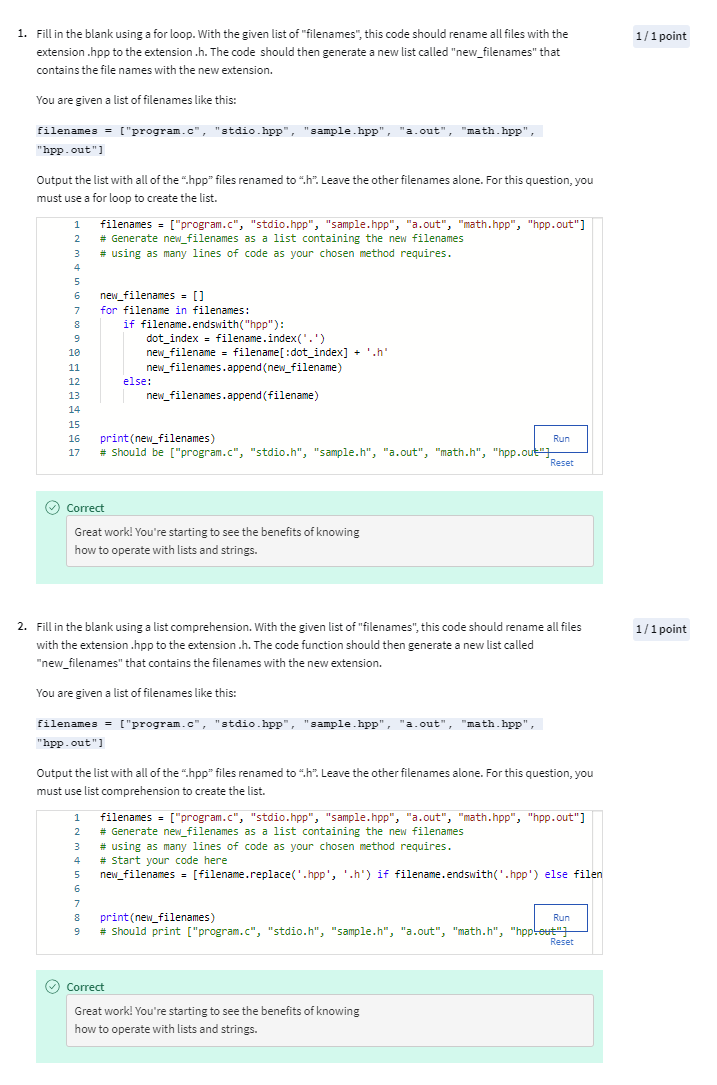 1. Fill in the blank using a for loop. With the given list of "filenames", this code should rename all files with the
1 / 1 point
extension .hpp to the extension .h. The code should then generate a new list called "new_filenames" that
contains the file names with the new extension.
You are given a list of filenames like this:
filenames = ["program.c", "stdio.hpp", "sample.hpp", "a.out", "math.hpp",
"hpp.out"]
Output the list with all of the “.hpp” files renamed to “.h”. Leave the other filenames alone. For this question, you
must use a for loop to create the list.
1 filenames = ["program.c", "stdio.hpp", "sample.hpp", "a.out", "math.hpp", "hpp.out"]
2 # Generate new_filenames as a list containing the new filenames
3 # using as many lines of code as your chosen method requires.
4
5
6 new_filenames = []
7 for filename in filenames:
8 if filename.endswith("hpp"):
9 dot_index = filename.index('.')
10 new_filename = filename[:dot_index] + '.h'
11 new_filenames.append(new_filename)
12 else:
13 new_filenames.append(filename)
14
15
16 print(new_filenames)
Run
17 # Should be ["program.c", "stdio.h", "sample.h", "a.out", "math.h", "hpp.out"]
Reset
Correct
Great work! You're starting to see the benefits of knowing
how to operate with lists and strings.
2. Fill in the blank using a list comprehension. With the given list of "filenames", this code should rename all files
1 / 1 point
with the extension .hpp to the extension .h. The code function should then generate a new list called
"new_filenames" that contains the filenames with the new extension.
You are given a list of filenames like this:
filenames = ["program.c", "stdio.hpp", "sample.hpp", "a.out", "math.hpp",
"hpp.out"]
Output the list with all of the “.hpp” files renamed to “.h”. Leave the other filenames alone. For this question, you
must use list comprehension to create the list.
1 filenames = ["program.c", "stdio.hpp", "sample.hpp", "a.out", "math.hpp", "hpp.out"]
2 # Generate new_filenames as a list containing the new filenames
3 # using as many lines of code as your chosen method requires.
4 # Start your code here
5 new_filenames = [filename.replace('.hpp', '.h') if filename.endswith('.hpp') else filen
6
7
8 print(new_filenames)
Run
9 # Should print ["program.c", "stdio.h", "sample.h", "a.out", "math.h", "hpp.out"]
Reset
Correct
Great work! You're starting to see the benefits of knowing
how to operate with lists and strings.